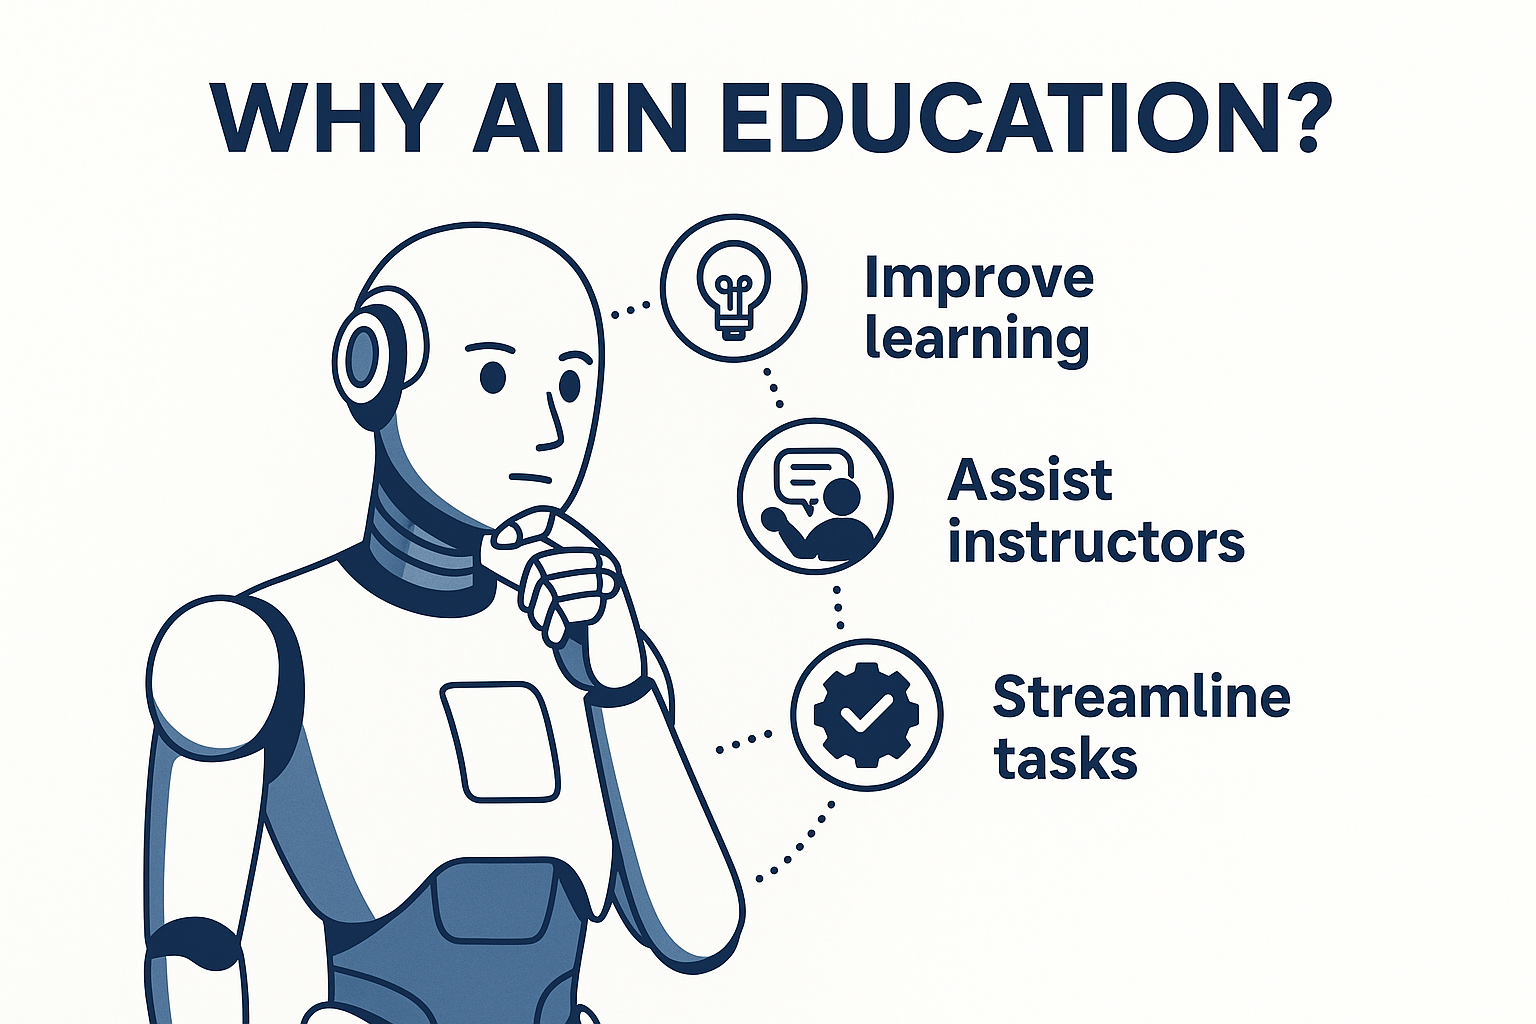 WHY AI IN EDUCATION?
Improve
learning
Assist
instructors
Streamline
tasks